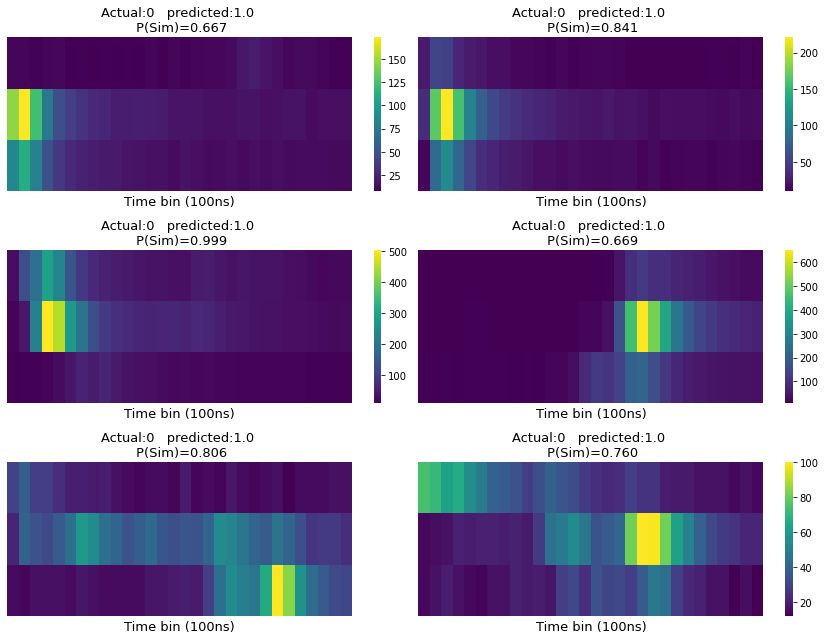 Actual:0 predicted:1.0
P(Sim)=0.667
150
125
100
75
50
25
Time bin (100ns)
Actual:0 predicted:1.0
P(Sim)=0.841
200
150
100
50
Time bin (100ns)
Actual:0 predicted:1.0
P(Sim)=0.999
500
400
300
200
100
Time bin (100ns)
Actual:0 predicted:1.0
P(Sim)=0.669
600
500
400
300
200
100
Time bin (100ns)
Actual:0 predicted:1.0
P(Sim)=0.806
Time bin (100ns)
Actual:0 predicted:1.0
P(Sim)=0.760
100
80
60
40
20
Time bin (100ns)